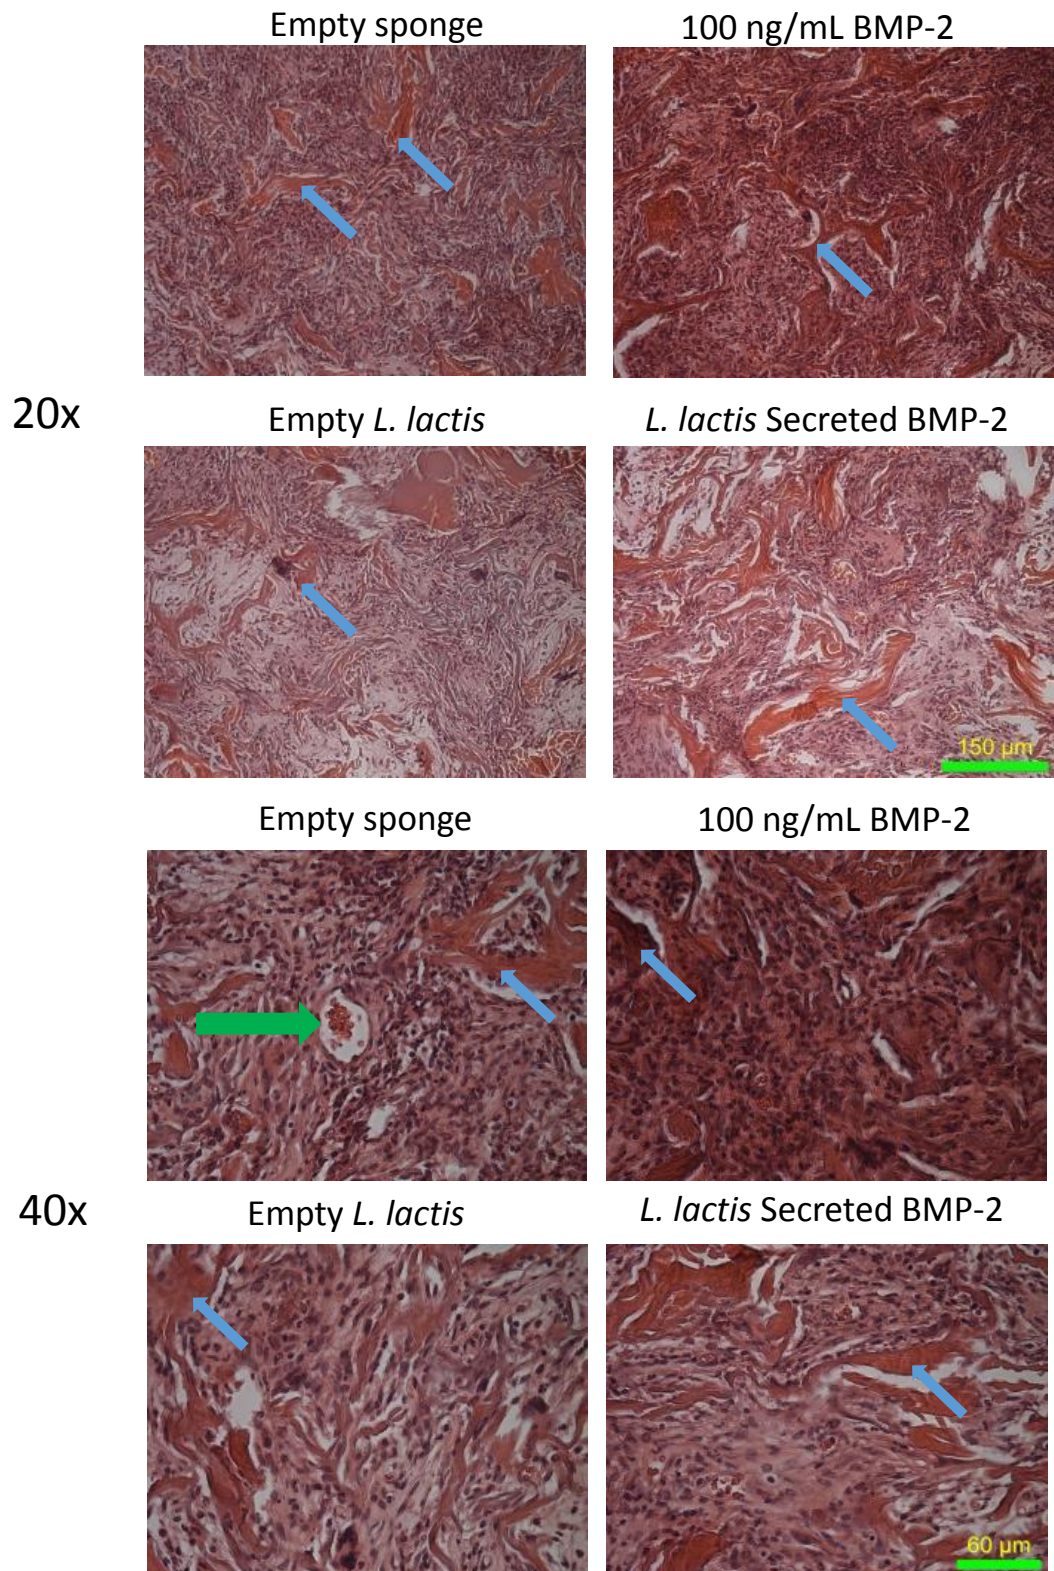 Empty sponge
100 ng/mL BMP-2
20x
Empty L. lactis
L. lactis Secreted BMP-2
150 µm
Empty sponge
100 ng/mL BMP-2
40x
Empty L. lactis
L. lactis Secreted BMP-2
60 µm